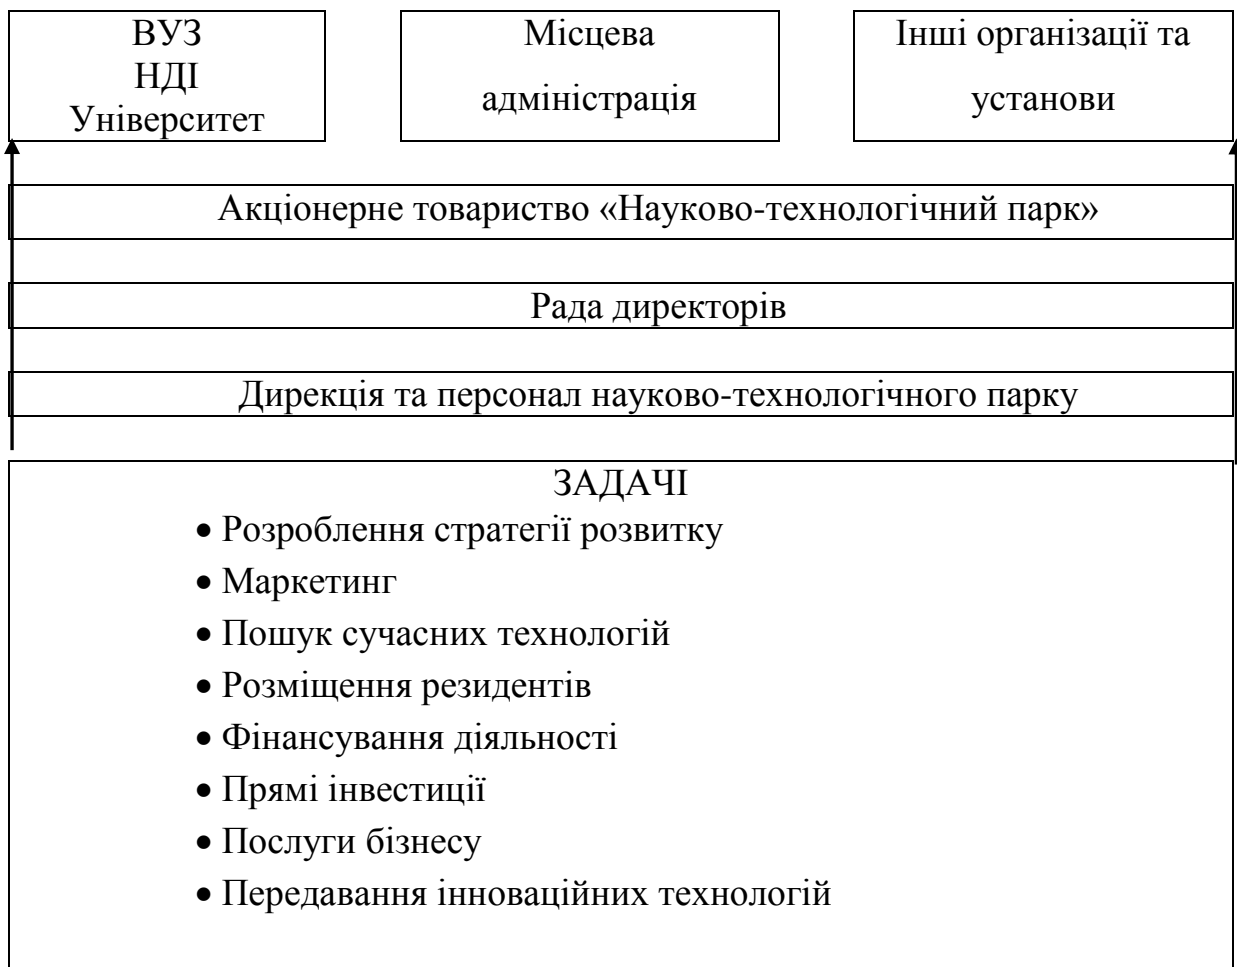 ВУЗ
НДІ
Університет
Місцева
адміністрація
Інші організації та
установи
Акціонерне товариство «Науково-технологічний парк»
Рада директорів
Дирекція та персонал науково-технологічного парку
ЗАДАЧІ
• Розроблення стратегії розвитку
• Маркетинг
• Пошук сучасних технологій
• Розміщення резидентів
• Фінансування діяльності
• Прямі інвестиції
• Послуги бізнесу
• Передавання інноваційних технологій